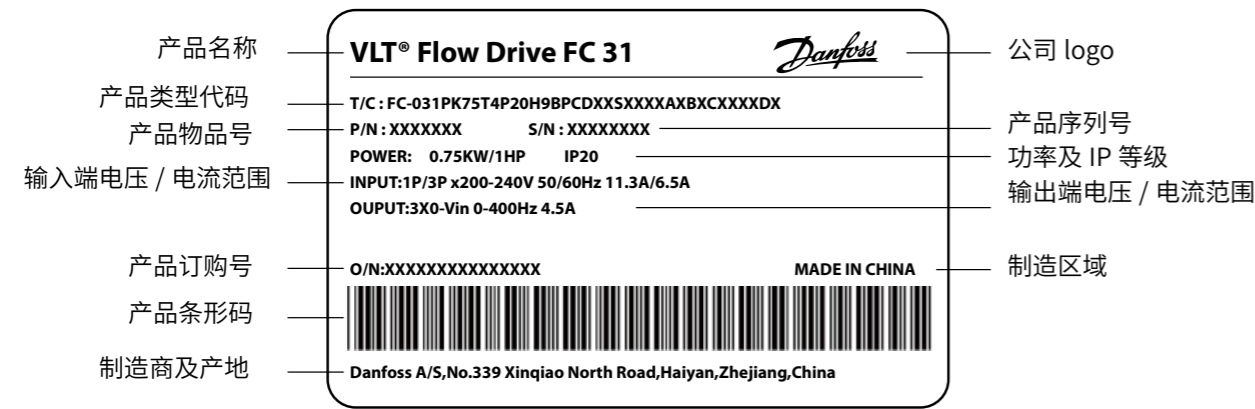 产品名称
VLT® Flow Drive FC 31
Danfoss
公司 logo
产品类型代码
T/C : FC-031PK75T4P20H9BPCDXXSXXXXAXBXCXXXXDX
产品物品号
P/N : XXXXXXX S/N : XXXXXXXX
产品序列号
POWER: 0.75KW/1HP IP20
功率及 IP 等级
输入端电压 / 电流范围
INPUT:1P/3P x200-240V 50/60Hz 11.3A/6.5A
OUPUT:3X0-Vin 0-400Hz 4.5A
输出端电压 / 电流范围
产品订购号
O/N:XXXXXXXXXXXXXXX
MADE IN CHINA
制造区域
产品条形码
制造商及产地
Danfoss A/S,No.339 Xinqiao North Road,Haiyan,Zhejiang,China